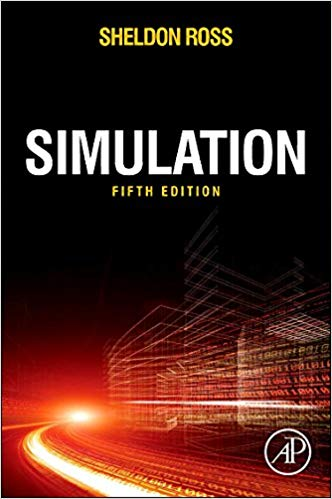 SHELDON ROSS
SIMULATION
FIFTH EDITION
AP